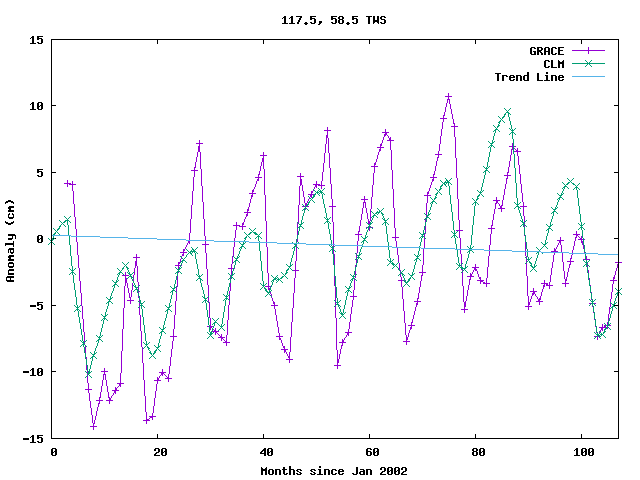 117.5, 58.5 TWS
GRACE
CLM
Trend Line
15
10
5
0
-5
-10
-15
Anomaly (cm)
0 20 40 60 80 100
Months since Jan 2002